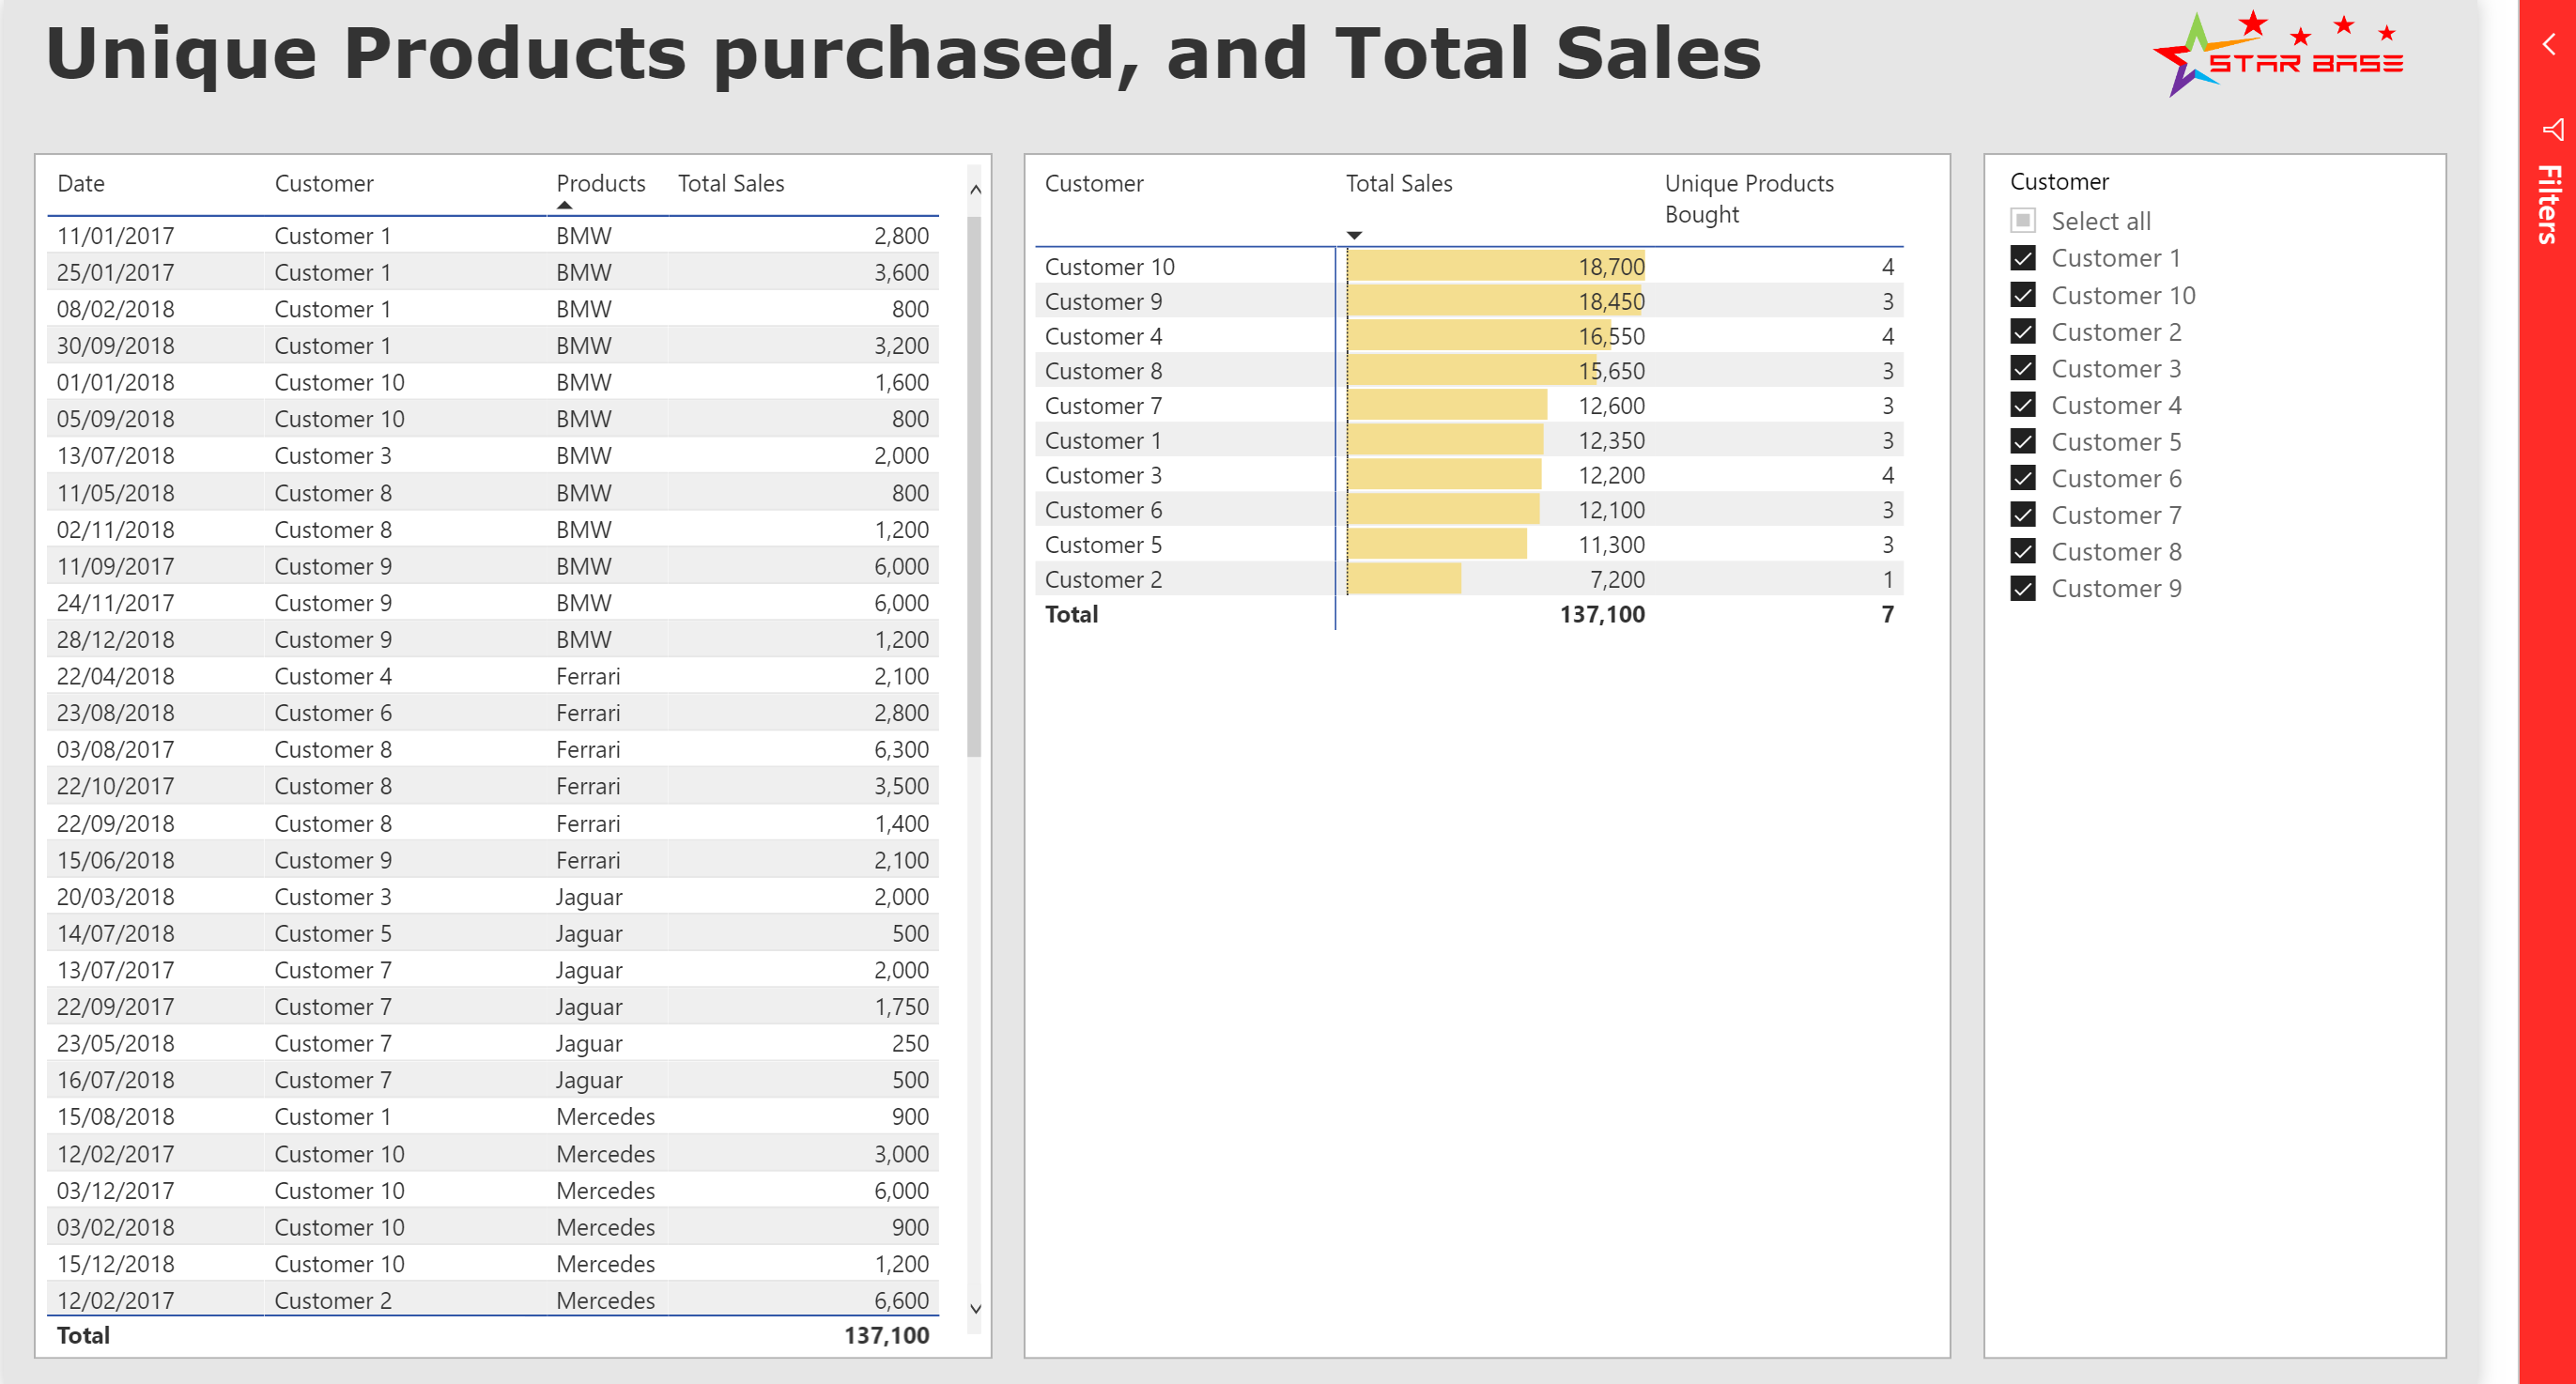 Unique Products purchased, and Total Sales
STAR BASE
Date Customer Products Total Sales
11/01/2017 Customer 1 BMW 2,800
25/01/2017 Customer 1 BMW 3,600
08/02/2018 Customer 1 BMW 800
30/09/2018 Customer 1 BMW 3,200
01/01/2018 Customer 10 BMW 1,600
05/09/2018 Customer 10 BMW 800
13/07/2018 Customer 3 BMW 2,000
11/05/2018 Customer 8 BMW 800
02/11/2018 Customer 8 BMW 1,200
11/09/2017 Customer 9 BMW 6,000
24/11/2017 Customer 9 BMW 6,000
28/12/2018 Customer 9 BMW 1,200
22/04/2018 Customer 4 Ferrari 2,100
23/08/2018 Customer 6 Ferrari 2,800
03/08/2017 Customer 8 Ferrari 6,300
22/10/2017 Customer 8 Ferrari 3,500
22/09/2018 Customer 8 Ferrari 1,400
15/06/2018 Customer 9 Ferrari 2,100
20/03/2018 Customer 3 Jaguar 2,000
14/07/2018 Customer 5 Jaguar 500
13/07/2017 Customer 7 Jaguar 2,000
22/09/2017 Customer 7 Jaguar 1,750
23/05/2018 Customer 7 Jaguar 250
16/07/2018 Customer 7 Jaguar 500
15/08/2018 Customer 1 Mercedes 900
12/02/2017 Customer 10 Mercedes 3,000
03/12/2017 Customer 10 Mercedes 6,000
03/02/2018 Customer 10 Mercedes 900
15/12/2018 Customer 10 Mercedes 1,200
12/02/2017 Customer 2 Mercedes 6,600
Total 137,100
Customer Total Sales Unique Products
Bought
Customer 10 18,700 4
Customer 9 18,450 3
Customer 4 16,550 4
Customer 8 15,650 3
Customer 7 12,600 3
Customer 1 12,350 3
Customer 3 12,200 4
Customer 6 12,100 3
Customer 5 11,300 3
Customer 2 7,200 1
Total 137,100 7
Customer
Select all
Customer 1
Customer 10
Customer 2
Customer 3
Customer 4
Customer 5
Customer 6
Customer 7
Customer 8
Customer 9
Filters